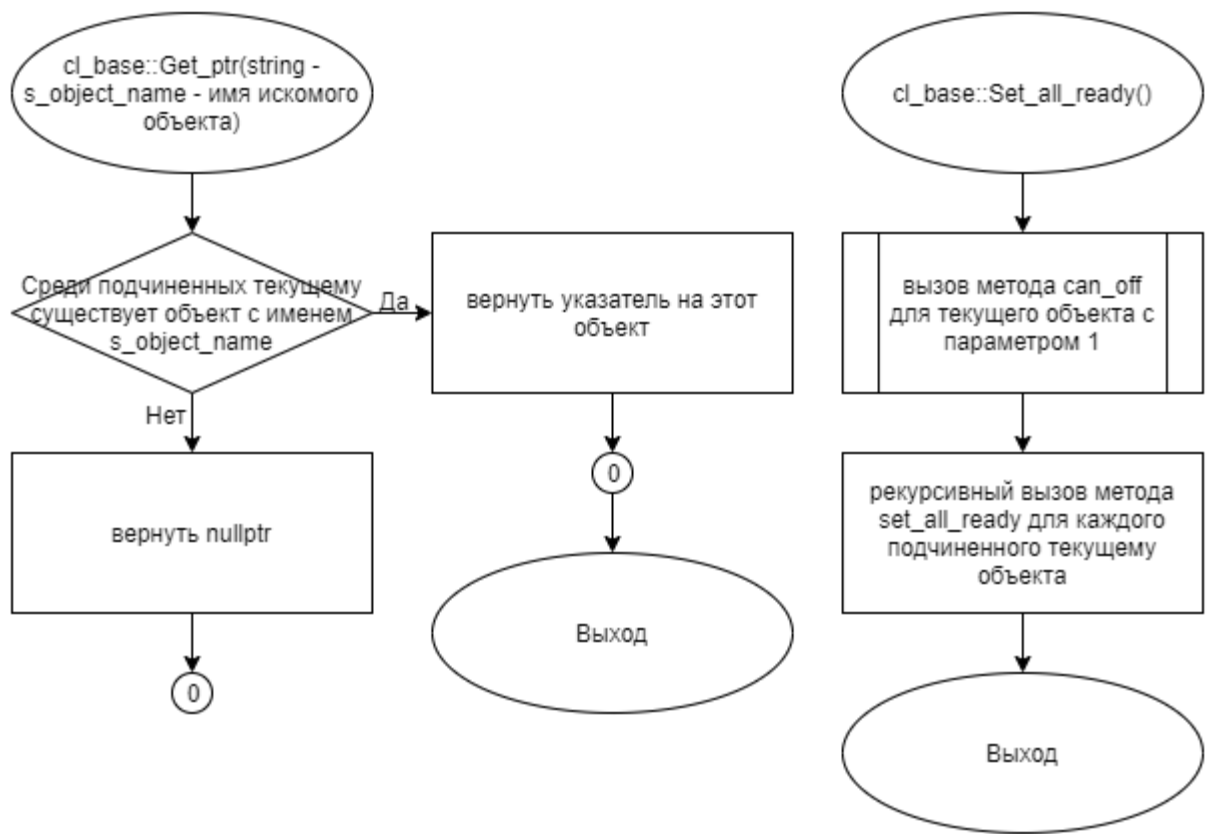 cl_base::Get_ptr(string -
s_object_name - имя искомого
объекта)
Среди подчиненных текущему
существует объект с именем
s_object_name
Да
вернуть указатель на этот
объект
Нет
вернуть nullptr
0
0
Выход
cl_base::Set_all_ready()
вызов метода can_off
для текущего объекта с
параметром 1
рекурсивный вызов метода
set_all_ready для каждого
подчиненного текущему
объекта
Выход